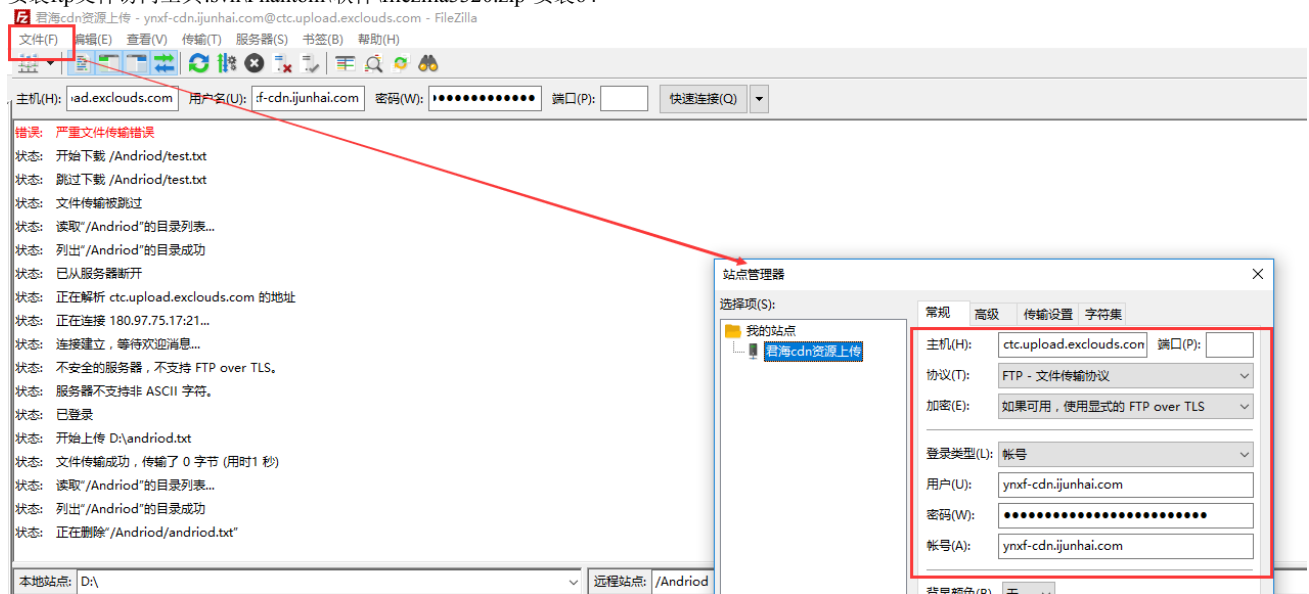 君海cdn资源上传 - ynxf-cdn.ijunhai.com@ctc.upload.exclouds.com - FileZilla
文件(F) 编辑(E) 查看(V) 传输(T) 服务器(S) 书签(B) 帮助(H)
主机(H): ad.exclouds.com 用户名(U): f-cdn.ijunhai.com 密码(W): ●●●●●●●●●●●●● 端口(P): 快速连接(Q)
错误: 严重文件传输错误
状态: 开始下载 /Andriod/test.txt
状态: 跳过下载 /Andriod/test.txt
状态: 文件传输被跳过
状态: 读取"/Andriod"的目录列表...
状态: 列出"/Andriod"的目录成功
状态: 已从服务器断开
状态: 正在解析 ctc.upload.exclouds.com 的地址
状态: 正在连接 180.97.75.17:21...
状态: 连接建立，等待欢迎消息...
状态: 不安全的服务器，不支持 FTP over TLS。
状态: 服务器不支持非 ASCII 字符。
状态: 已登录
状态: 开始上传 D:\andriod.txt
状态: 文件传输成功，传输了 0 字节 (用时1 秒)
状态: 读取"/Andriod"的目录列表...
状态: 列出"/Andriod"的目录成功
状态: 正在删除"/Andriod/andriod.txt"
本地站点: D:\ 远程站点: /Andriod
站点管理器
选择项(S):
我的站点
君海cdn资源上传
常规 高级 传输设置 字符集
主机(H): ctc.upload.exclouds.con 端口(P):
协议(T): FTP - 文件传输协议
加密(E): 如果可用，使用显式的 FTP over TLS
登录类型(L): 帐号
用户(U): ynxf-cdn.ijunhai.com
密码(W): ●●●●●●●●●●●●●●●●●●●●●●●●●
帐号(A): ynxf-cdn.ijunhai.com
背景颜色(B)